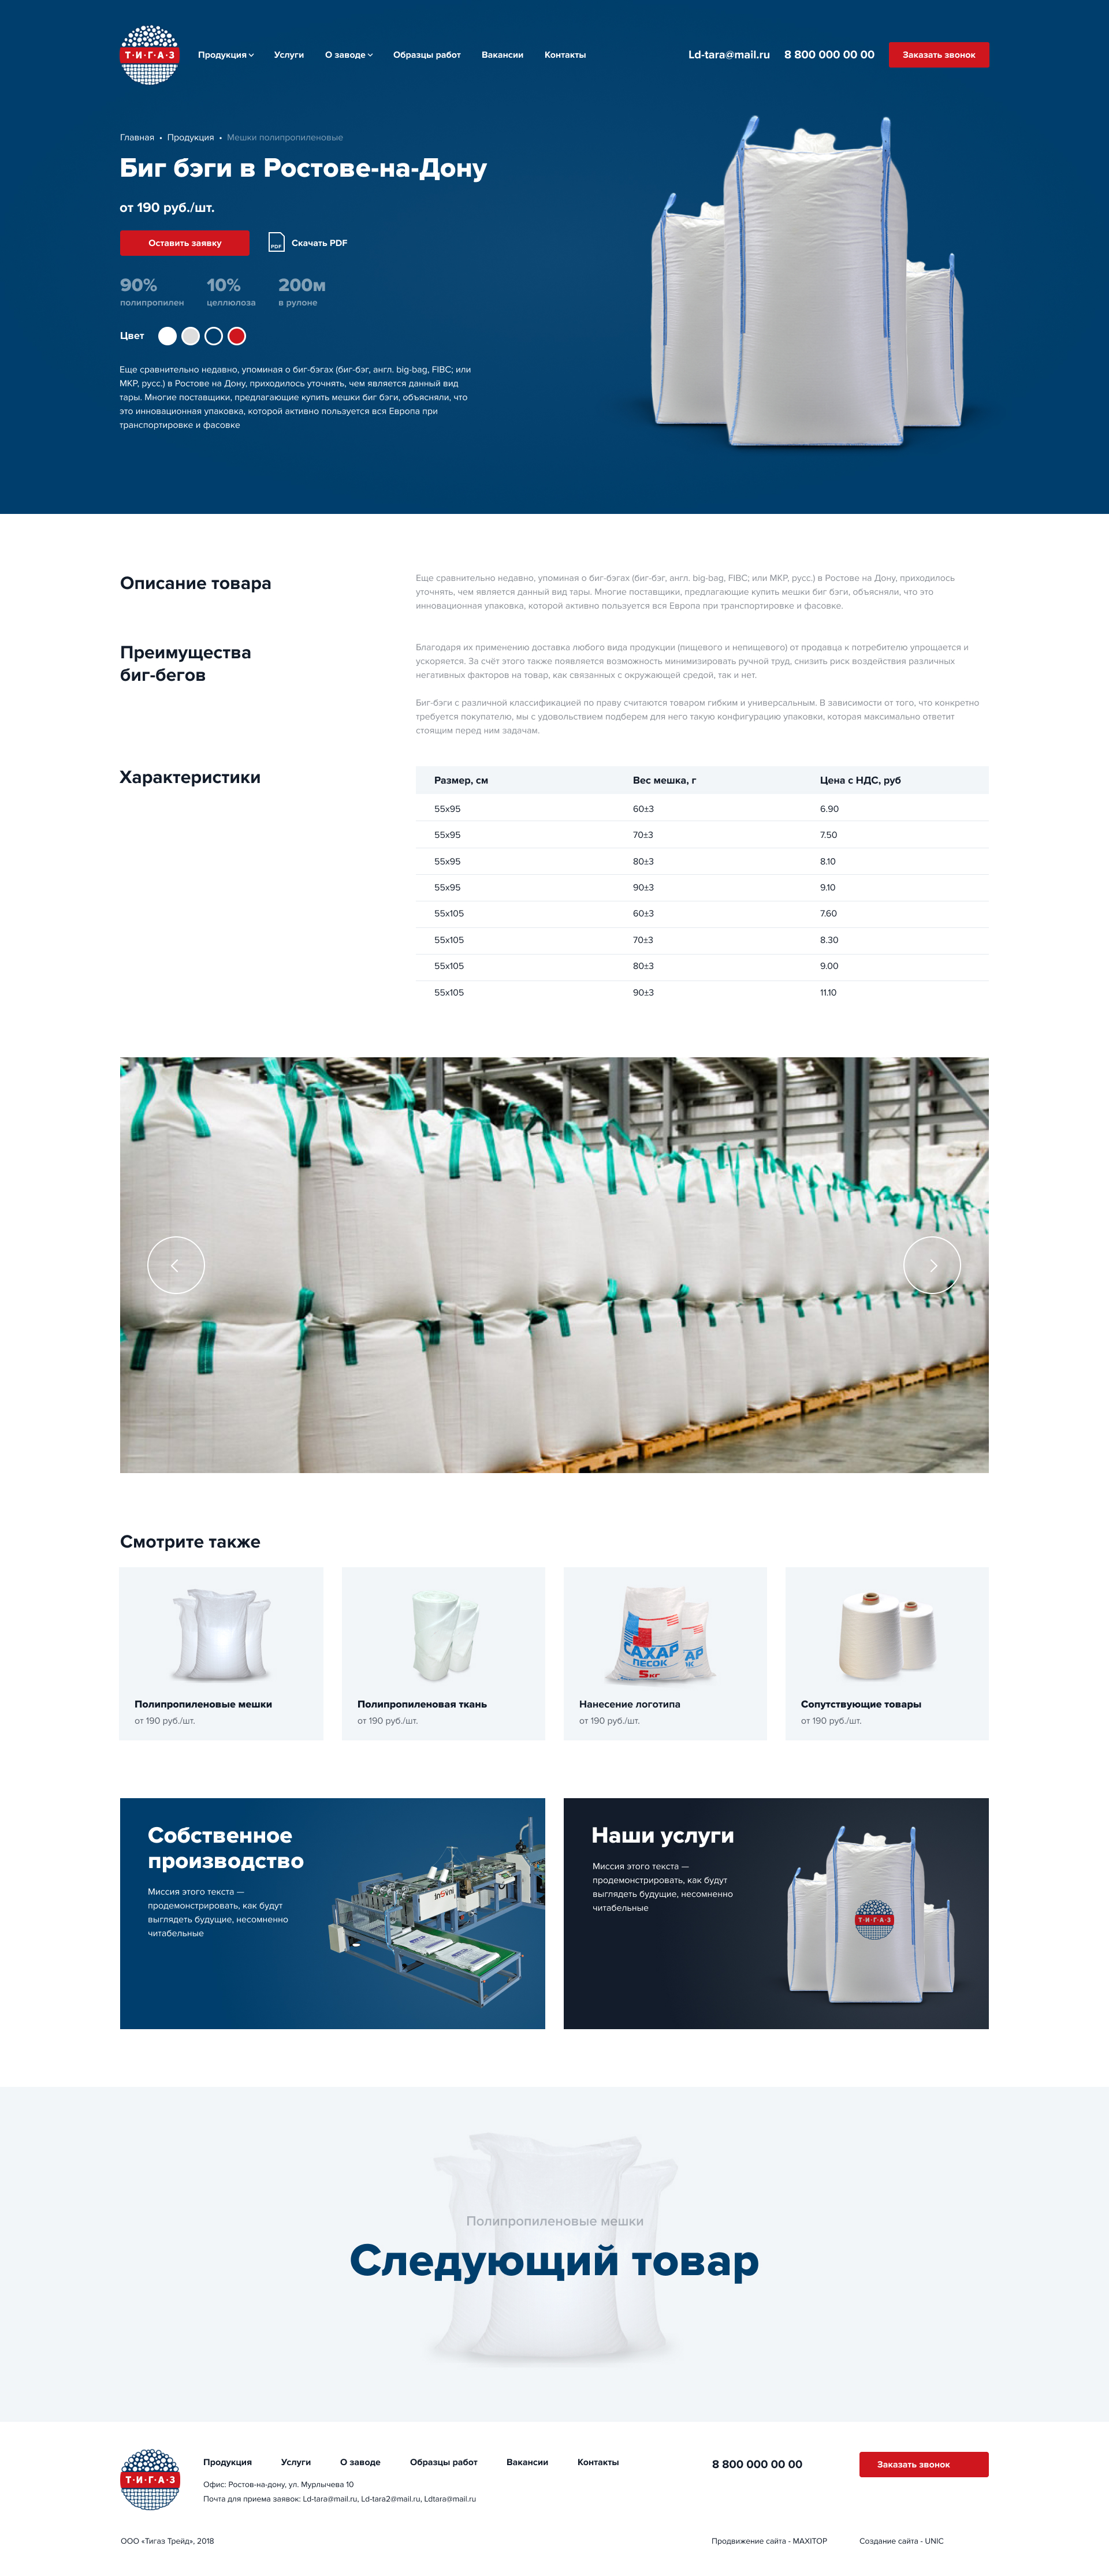 Т·И·Г·А·З
Продукция Услуги О заводе Образцы работ Вакансии Контакты
Ld-tara@mail.ru 8 800 000 00 00 Заказать звонок
Главная • Продукция • Мешки полипропиленовые
Биг бэги в Ростове-на-Дону
от 190 руб./шт.
Оставить заявку
PDF Скачать PDF
90% 10% 200м
полипропилен целлюлоза в рулоне
Цвет
Еще сравнительно недавно, упоминая о биг-бэгах (биг-бэг, англ. big-bag, FIBC; или
МКР, русс.) в Ростове на Дону, приходилось уточнять, чем является данный вид
тары. Многие поставщики, предлагающие купить мешки биг бэги, объясняли, что
это инновационная упаковка, которой активно пользуется вся Европа при
транспортировке и фасовке
Описание товара
Еще сравнительно недавно, упоминая о биг-бэгах (биг-бэг, англ. big-bag, FIBC; или МКР, русс.) в Ростове на Дону, приходилось
уточнять, чем является данный вид тары. Многие поставщики, предлагающие купить мешки биг бэги, объясняли, что это
инновационная упаковка, которой активно пользуется вся Европа при транспортировке и фасовке.
Преимущества
биг-бегов
Благодаря их применению доставка любого вида продукции (пищевого и непищевого) от продавца к потребителю упрощается и
ускоряется. За счёт этого также появляется возможность минимизировать ручной труд, снизить риск воздействия различных
негативных факторов на товар, как связанных с окружающей средой, так и нет.
Биг-бэги с различной классификацией по праву считаются товаром гибким и универсальным. В зависимости от того, что конкретно
требуется покупателю, мы с удовольствием подберем для него такую конфигурацию упаковки, которая максимально ответит
стоящим перед ним задачам.
Характеристики
Размер, см Вес мешка, г Цена с НДС, руб
55х95 60±3 6.90
55х95 70±3 7.50
55х95 80±3 8.10
55х95 90±3 9.10
55х105 60±3 7.60
55х105 70±3 8.30
55х105 80±3 9.00
55х105 90±3 11.10
Смотрите также
САХАР
ПЕСОК
5кг
Полипропиленовые мешки
от 190 руб./шт.
Полипропиленовая ткань
от 190 руб./шт.
Нанесение логотипа
от 190 руб./шт.
Сопутствующие товары
от 190 руб./шт.
Собственное
производство
Миссия этого текста —
продемонстрировать, как будут
выглядеть будущие, несомненно
читабельные
Наши услуги
Миссия этого текста —
продемонстрировать, как будут
выглядеть будущие, несомненно
читабельные
Т·И·Г·А·З
Полипропиленовые мешки
Следующий товар
Т·И·Г·А·З
Продукция Услуги О заводе Образцы работ Вакансии Контакты
8 800 000 00 00 Заказать звонок
Офис: Ростов-на-дону, ул. Мурлычева 10
Почта для приема заявок: Ld-tara@mail.ru, Ld-tara2@mail.ru, Ldtara@mail.ru
ООО «Тигаз Трейд», 2018
Продвижение сайта - MAXITOP Создание сайта - UNIC